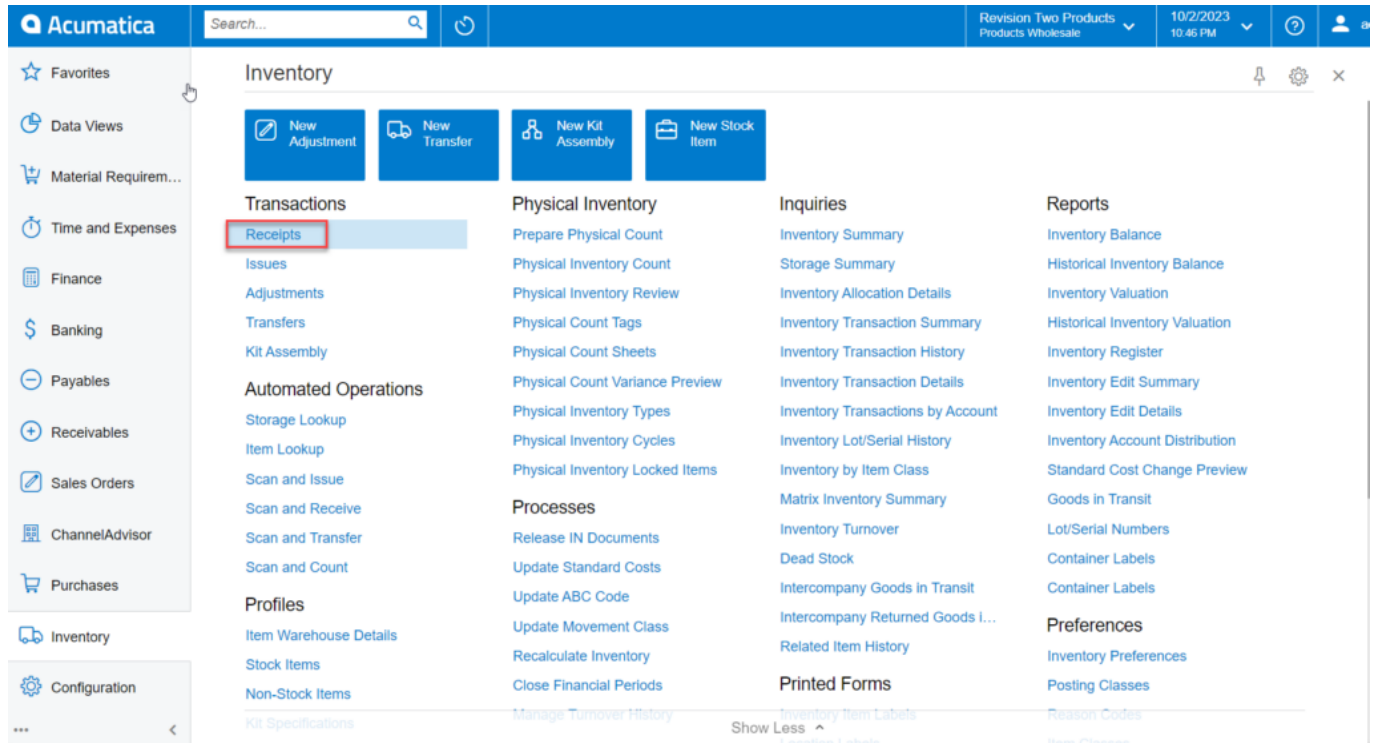 Acumatica
Search...
Revision Two Products
Products Wholesale
10/2/2023
10:46 PM
Favorites
Data Views
Material Requirem...
Time and Expenses
Finance
Banking
Payables
Receivables
Sales Orders
ChannelAdvisor
Purchases
Inventory
Configuration
Inventory
New
Adjustment
New
Transfer
New Kit
Assembly
New Stock
Item
Transactions
Receipts
Issues
Adjustments
Transfers
Kit Assembly
Automated Operations
Storage Lookup
Item Lookup
Scan and Issue
Scan and Receive
Scan and Transfer
Scan and Count
Profiles
Item Warehouse Details
Stock Items
Non-Stock Items
Kit Specifications
Physical Inventory
Prepare Physical Count
Physical Inventory Count
Physical Inventory Review
Physical Count Tags
Physical Count Sheets
Physical Count Variance Preview
Physical Inventory Types
Physical Inventory Cycles
Physical Inventory Locked Items
Processes
Release IN Documents
Update Standard Costs
Update ABC Code
Update Movement Class
Recalculate Inventory
Close Financial Periods
Manage Turnover History
Inquiries
Inventory Summary
Storage Summary
Inventory Allocation Details
Inventory Transaction Summary
Inventory Transaction History
Inventory Transaction Details
Inventory Transactions by Account
Inventory Lot/Serial History
Inventory by Item Class
Matrix Inventory Summary
Inventory Turnover
Dead Stock
Intercompany Goods in Transit
Intercompany Returned Goods i...
Related Item History
Printed Forms
Inventory Item Labels
Reports
Inventory Balance
Historical Inventory Balance
Inventory Valuation
Historical Inventory Valuation
Inventory Register
Inventory Edit Summary
Inventory Edit Details
Inventory Account Distribution
Standard Cost Change Preview
Goods in Transit
Lot/Serial Numbers
Container Labels
Container Labels
Preferences
Inventory Preferences
Posting Classes
Reason Codes
Show Less